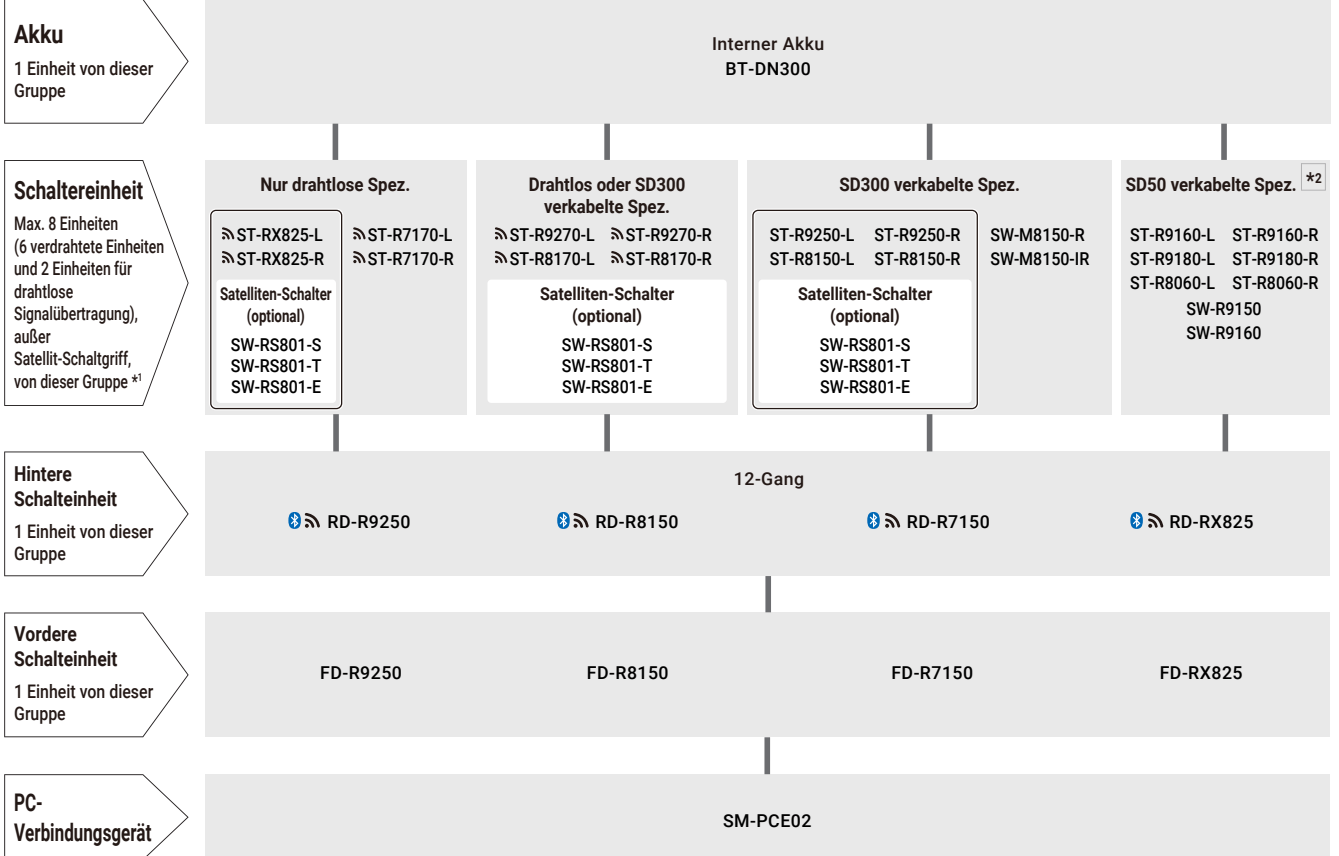 Akku
1 Einheit von dieser
Gruppe
Interner Akku
BT-DN300
Schaltereinheit
Max. 8 Einheiten
(6 verdrahtete Einheiten
und 2 Einheiten für
drahtlose
Signalübertragung),
außer
Satellit-Schaltgriff,
von dieser Gruppe *1
Nur drahtlose Spez.
ST-RX825-L ST-R7170-L
ST-RX825-R ST-R7170-R
Satelliten-Schalter
(optional)
SW-RS801-S
SW-RS801-T
SW-RS801-E
Drahtlos oder SD300
verkabelte Spez.
ST-R9270-L ST-R9270-R
ST-R8170-L ST-R8170-R
Satelliten-Schalter
(optional)
SW-RS801-S
SW-RS801-T
SW-RS801-E
SD300 verkabelte Spez.
ST-R9250-L ST-R9250-R SW-M8150-R
ST-R8150-L ST-R8150-R SW-M8150-IR
Satelliten-Schalter
(optional)
SW-RS801-S
SW-RS801-T
SW-RS801-E
SD50 verkabelte Spez. *2
ST-R9160-L ST-R9160-R
ST-R9180-L ST-R9180-R
ST-R8060-L ST-R8060-R
SW-R9150
SW-R9160
Hintere
Schalteinheit
1 Einheit von dieser
Gruppe
12-Gang
RD-R9250 RD-R8150 RD-R7150 RD-RX825
Vordere
Schalteinheit
1 Einheit von dieser
Gruppe
FD-R9250 FD-R8150 FD-R7150 FD-RX825
PC-
Verbindungsgerät
SM-PCE02